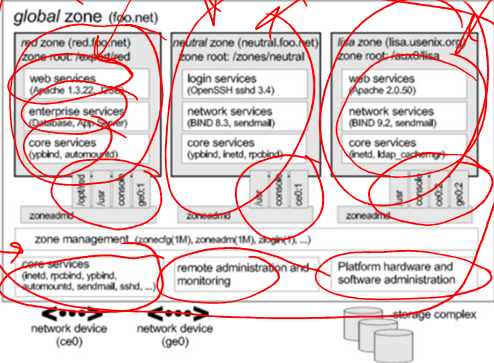 global zone (foo.net)
red zone (red.foo.net)
zone root: /export/red
web services
(Apache 1.3.22, J2SE)
enterprise services
(Database, App Server)
core services
(ypbind, automountd)
/opt/yt
/usr
console
ge0:1
zoneadmd
neutral zone (neutral.foo.net)
zone root: /zones/neutral
login services
(OpenSSH sshd 3.4)
network services
(BIND 8.3, sendmail)
core services
(ypbind, inetd, rpcbind)
/usr
console
ce0:1
zoneadmd
lisa zone (lisa.usenix.org)
zone root: /aux0/lisa
web services
(Apache 2.0.50)
network services
(BIND 9.2, sendmail)
core services
(inetd, ldap_cachemgr)
/usr
console
ce0:2
ge0:2
zoneadmd
zone management (zonecfg(1M), zoneadm(1M), zlogin(1), ...)
core services
(inetd, rpcbind, ypbind,
automountd, sendmail, sshd, ...)
remote administration and
monitoring
Platform hardware and
software administration
network device
(ce0)
network device
(ge0)
storage complex